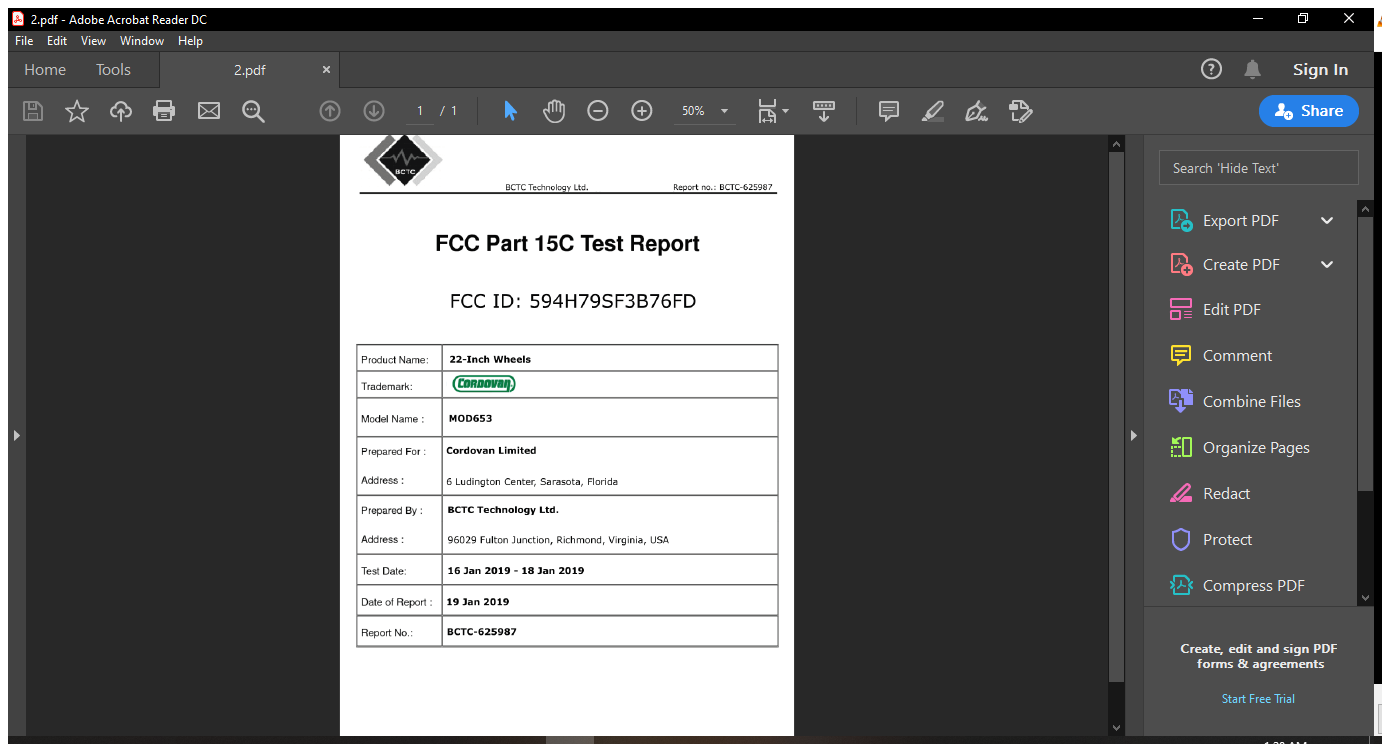 2.pdf - Adobe Acrobat Reader DC
File Edit View Window Help
Home Tools 2.pdf × Sign In
1 / 1 50% Share
BCTC
BCTC Technology Ltd. Report no.: BCTC-625987
FCC Part 15C Test Report
FCC ID: 594H79SF3B76FD
Product Name: 22-Inch Wheels
Trademark: CORDOVAN
Model Name : MOD653
Prepared For : Cordovan Limited
Address : 6 Ludington Center, Sarasota, Florida
Prepared By : BCTC Technology Ltd.
Address : 96029 Fulton Junction, Richmond, Virginia, USA
Test Date: 16 Jan 2019 - 18 Jan 2019
Date of Report : 19 Jan 2019
Report No.: BCTC-625987
Search 'Hide Text'
Export PDF
Create PDF
Edit PDF
Comment
Combine Files
Organize Pages
Redact
Protect
Compress PDF
Create, edit and sign PDF
forms & agreements
Start Free Trial